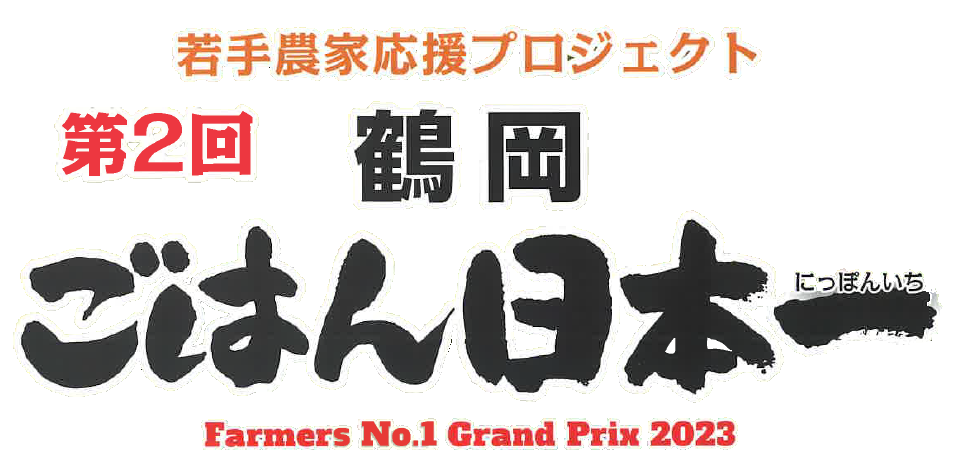 若手農家応援プロジェクト
第2回 鶴岡
にっぽんいち
ごはん日本一
Farmers No.1 Grand Prix 2023